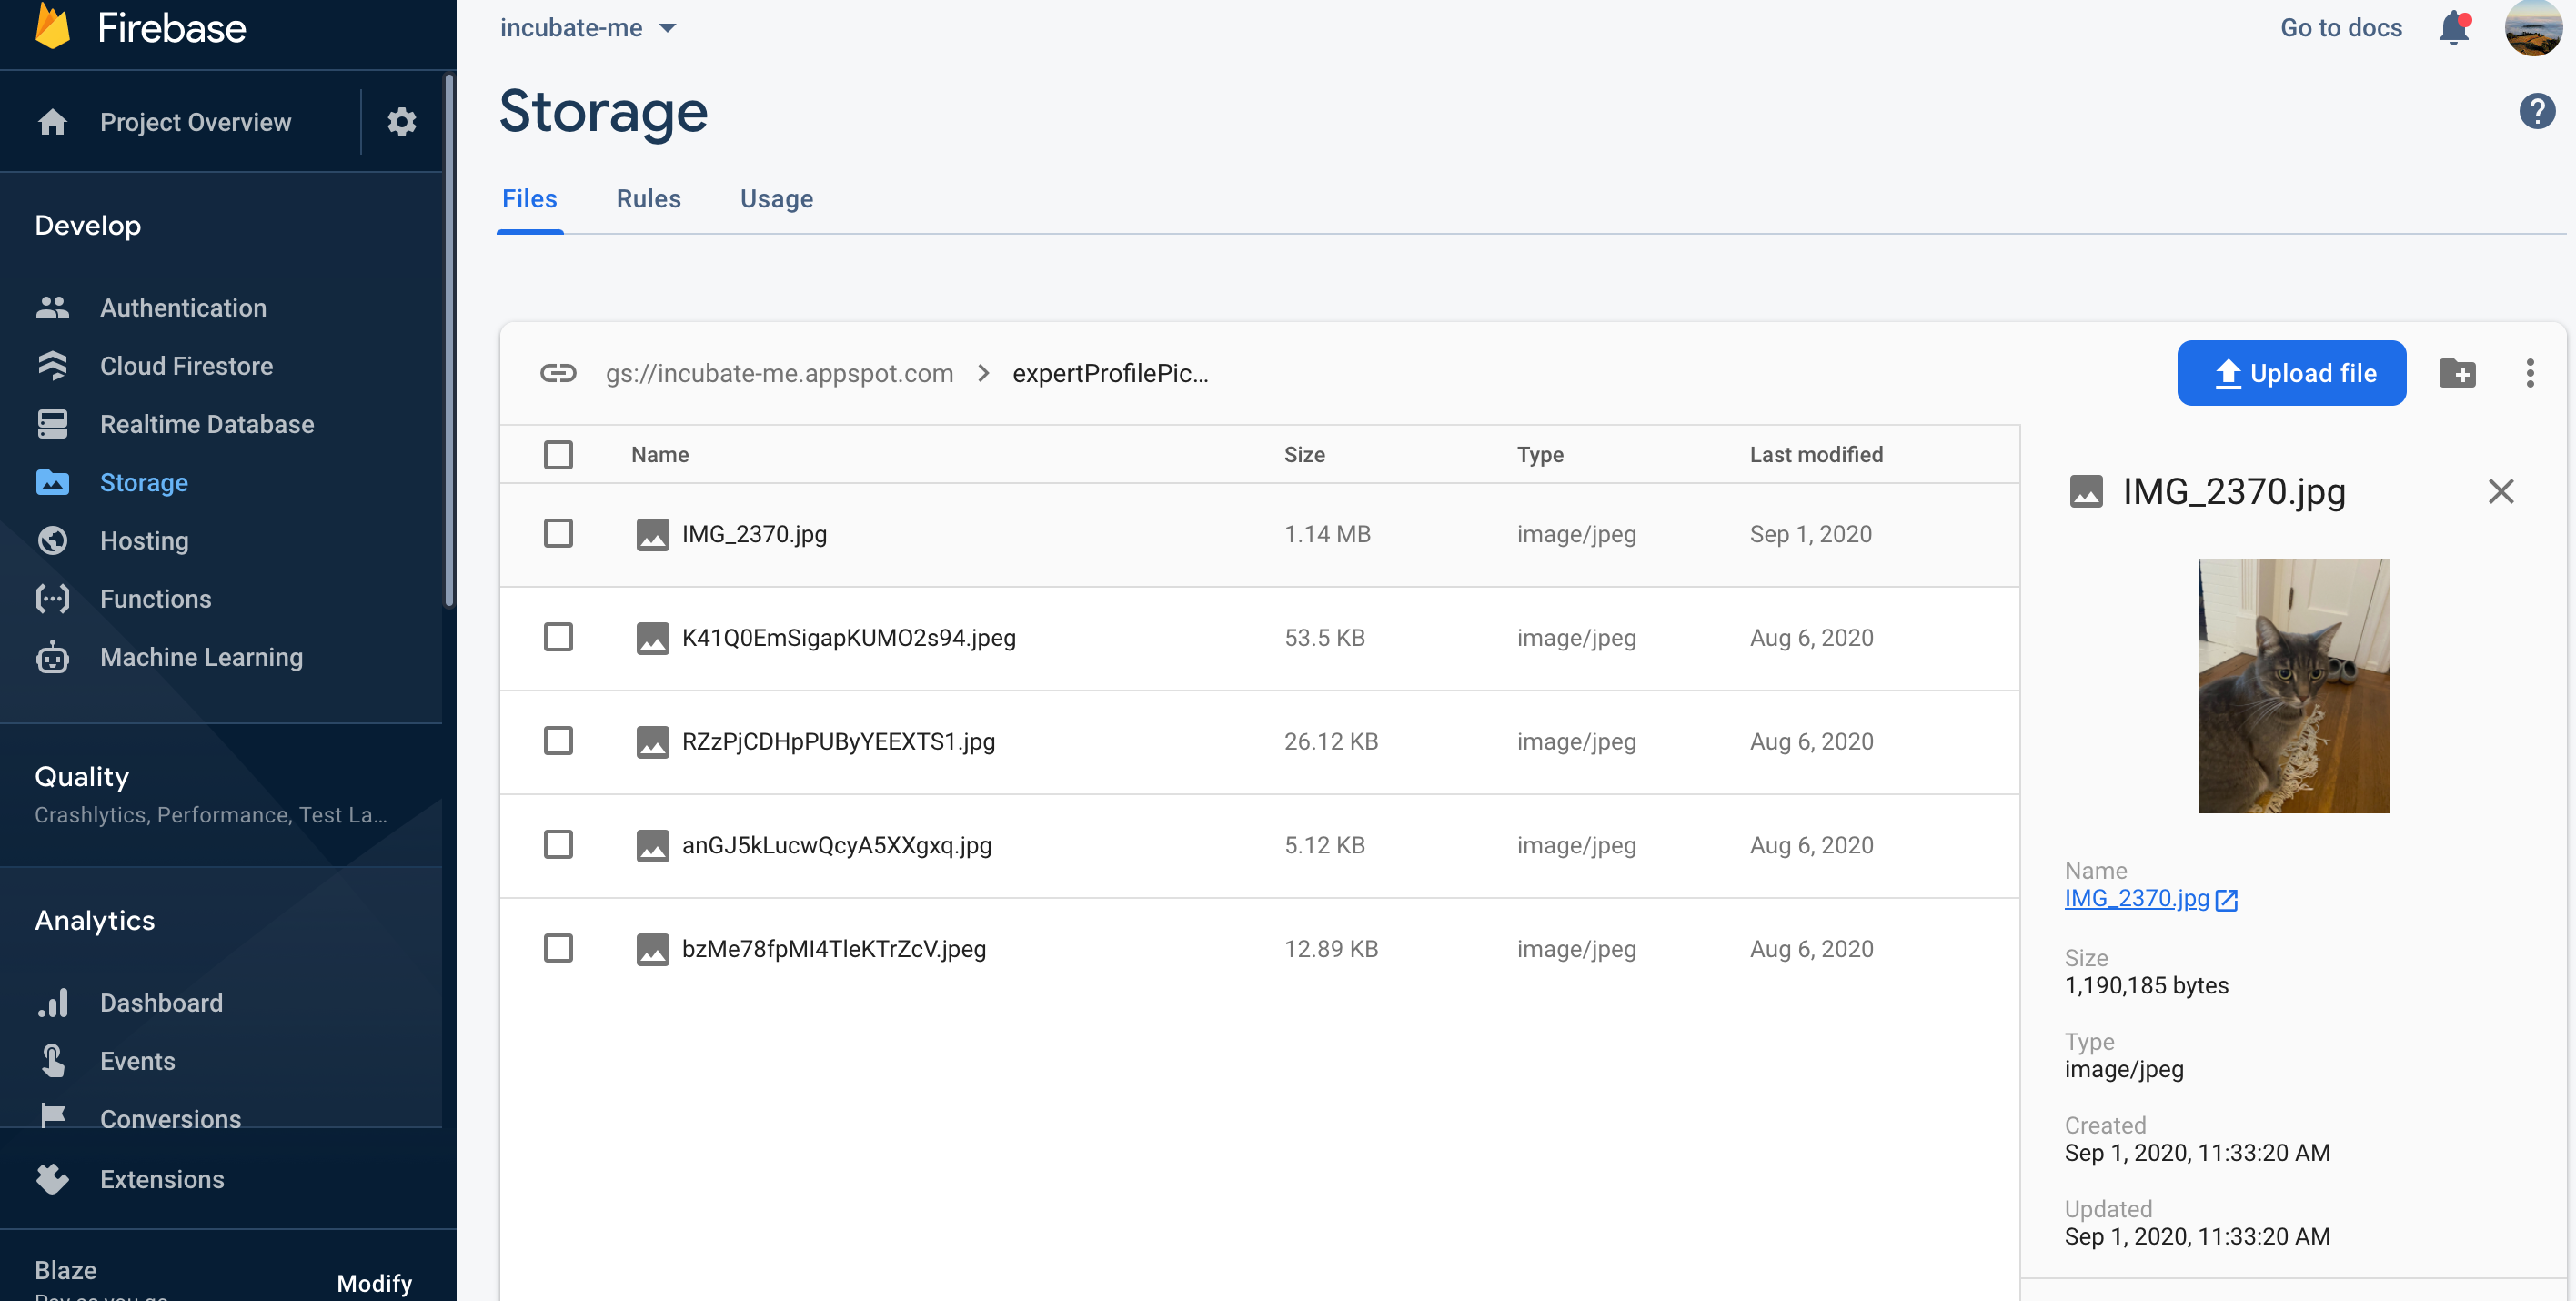 Firebase
Project Overview
Develop
Authentication
Cloud Firestore
Realtime Database
Storage
Hosting
Functions
Machine Learning
Quality
Crashlytics, Performance, Test La...
Analytics
Dashboard
Events
Conversions
Extensions
Blaze
Modify
Pay as you go
incubate-me
Go to docs
Storage
Files Rules Usage
gs://incubate-me.appspot.com > expertProfilePic...
Upload file
Name Size Type Last modified
IMG_2370.jpg 1.14 MB image/jpeg Sep 1, 2020
K41Q0EmSigapKUMO2s94.jpeg 53.5 KB image/jpeg Aug 6, 2020
RZzPjCDHpPUByYEEXTS1.jpg 26.12 KB image/jpeg Aug 6, 2020
anGJ5kLucwQcyA5XXgxq.jpg 5.12 KB image/jpeg Aug 6, 2020
bzMe78fpMI4TleKTrZcV.jpeg 12.89 KB image/jpeg Aug 6, 2020
IMG_2370.jpg
Name
IMG_2370.jpg
Size
1,190,185 bytes
Type
image/jpeg
Created
Sep 1, 2020, 11:33:20 AM
Updated
Sep 1, 2020, 11:33:20 AM